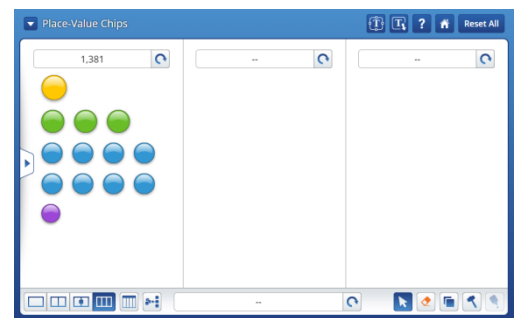 Place-Value Chips
T
T
?
Reset All
1,381
--
--
--